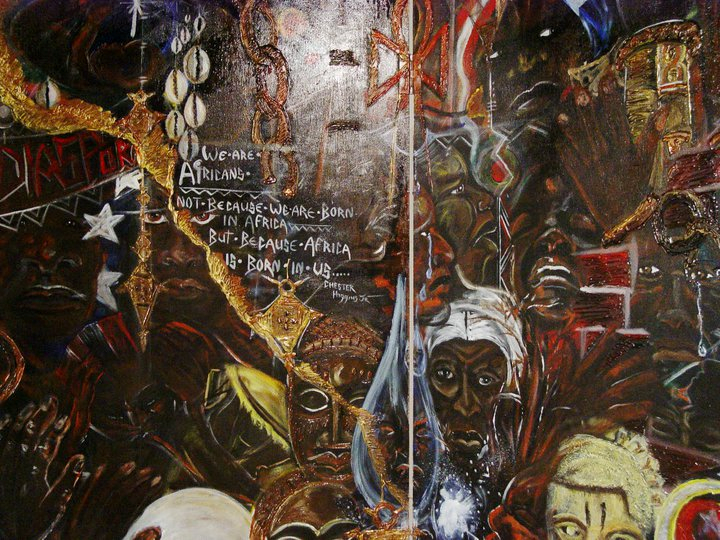 WE·ARE·
AFRICANS·
NOT·BECAUSE·WE·ARE·BORN
IN AFRICA
BUT·BECAUSE·AFRICA
IS·BORN·IN·US.....
CHESTER
HIGGINS JR